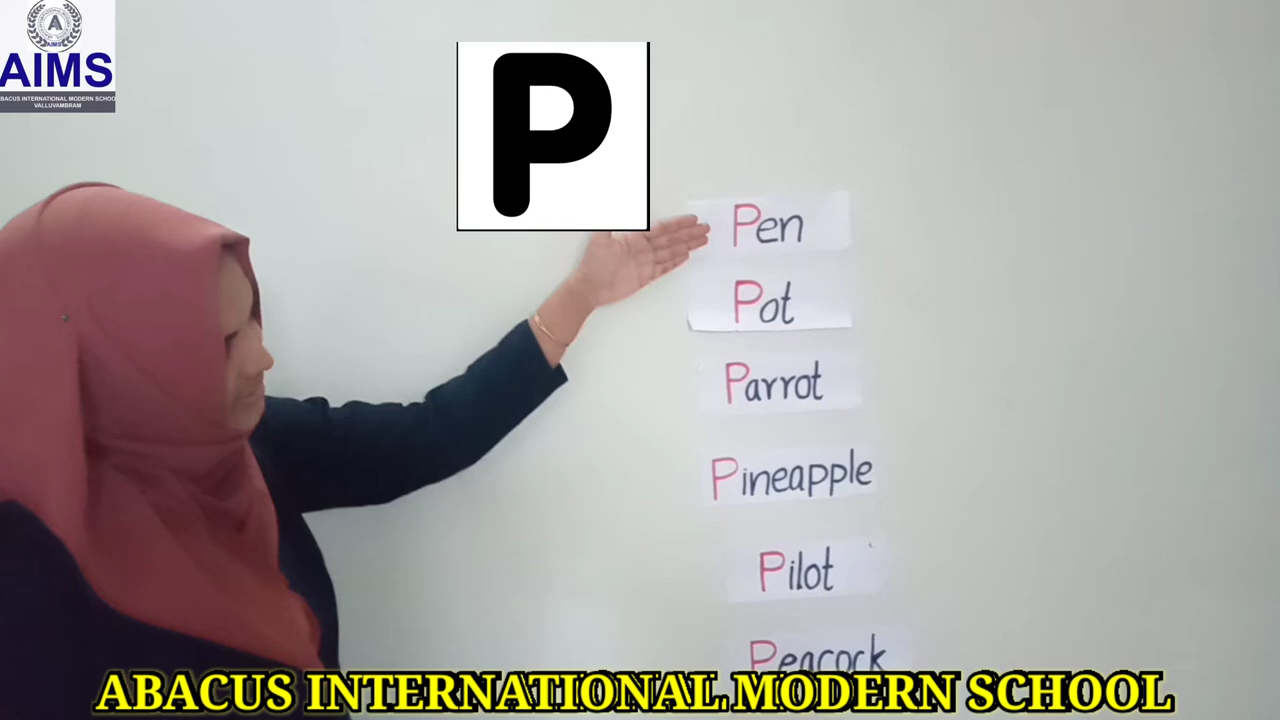 AIMS
ABACUS INTERNATIONAL MODERN SCHOOL
VALLUVAMBRAM
P
Pen
Pot
Parrot
Pineapple
Pilot
Peacock
ABACUS INTERNATIONAL MODERN SCHOOL